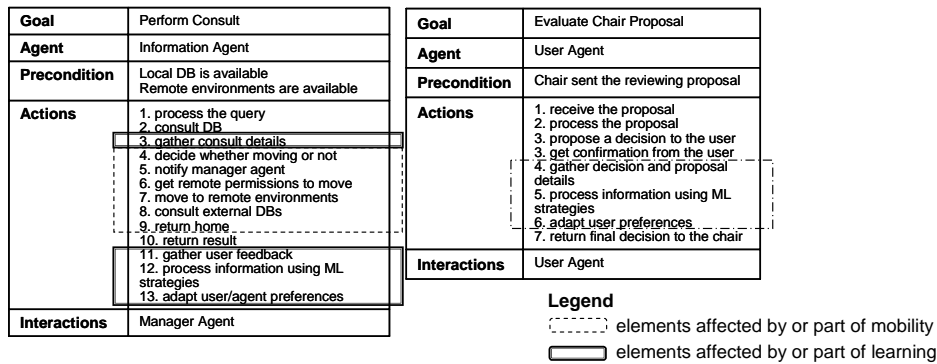 Goal Perform Consult
Agent Information Agent
Precondition Local DB is available
Remote environments are available
Actions 1. process the query
2. consult DB
3. gather consult details
4. decide whether moving or not
5. notify manager agent
6. get remote permissions to move
7. move to remote environments
8. consult external DBs
9. return home
10. return result
11. gather user feedback
12. process information using ML
strategies
13. adapt user/agent preferences
Interactions Manager Agent
Goal Evaluate Chair Proposal
Agent User Agent
Precondition Chair sent the reviewing proposal
Actions 1. receive the proposal
2. process the proposal
3. propose a decision to the user
3. get confirmation from the user
4. gather decision and proposal
details
5. process information using ML
strategies
6. adapt user preferences
7. return final decision to the chair
Interactions User Agent
Legend
elements affected by or part of mobility
elements affected by or part of learning